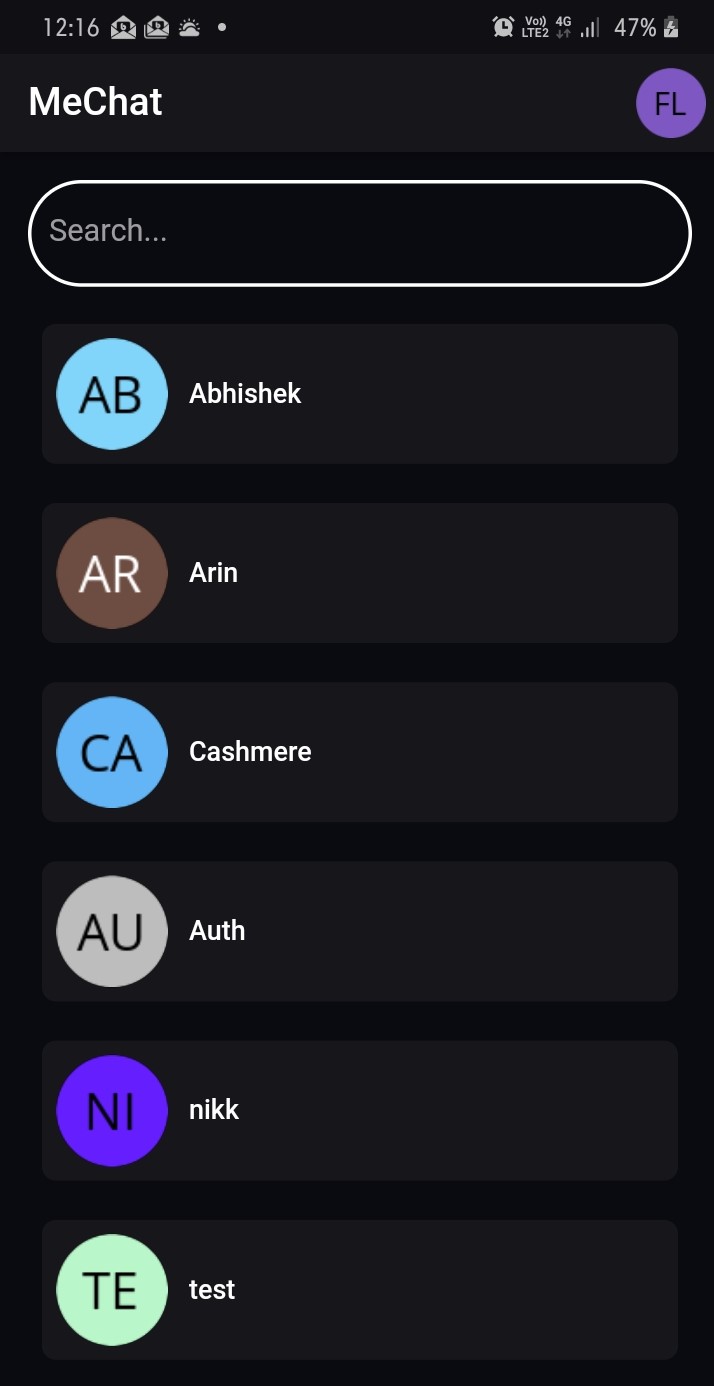 12:16 Vo)) LTE2 4G 47%
MeChat FL
Search...
AB Abhishek
AR Arin
CA Cashmere
AU Auth
NI nikk
TE test